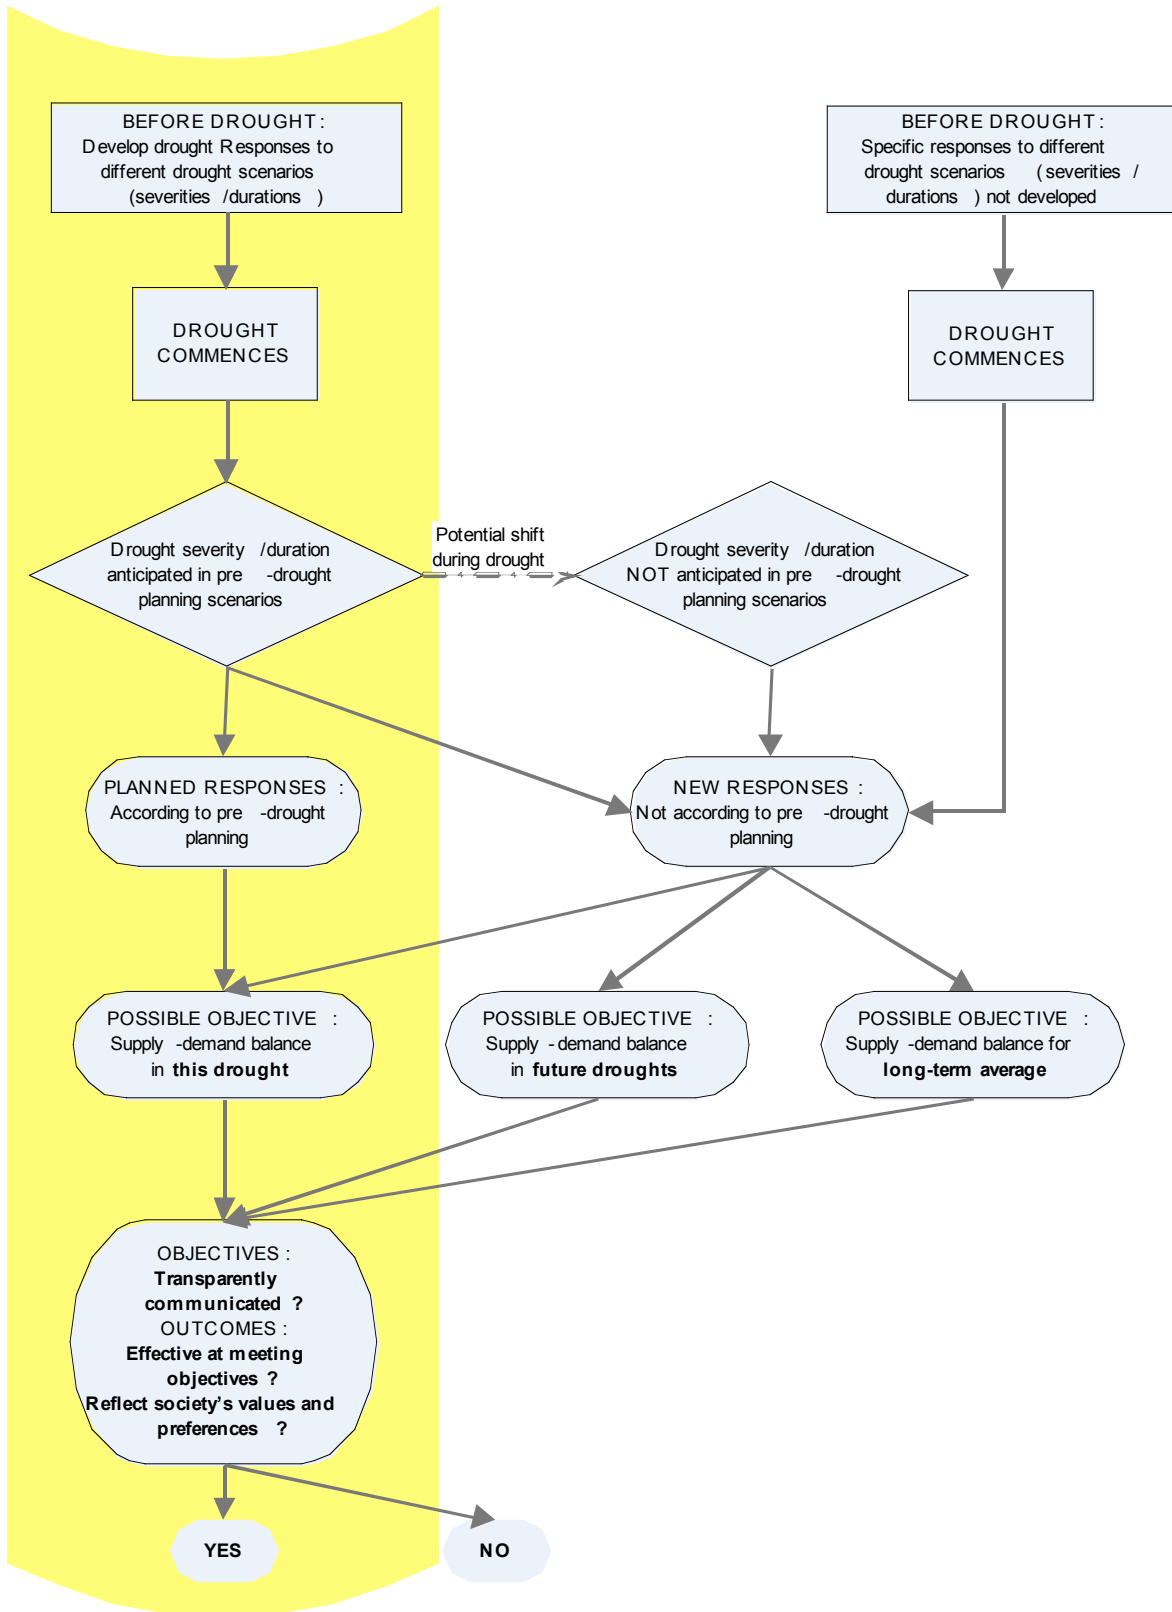 BEFORE DROUGHT :
Develop drought Responses to
different drought scenarios
(severities /durations )
BEFORE DROUGHT :
Specific responses to different
drought scenarios ( severities /
durations ) not developed
DROUGHT
COMMENCES
DROUGHT
COMMENCES
Drought severity /duration
anticipated in pre -drought
planning scenarios
Potential shift
during drought
Drought severity /duration
NOT anticipated in pre -drought
planning scenarios
PLANNED RESPONSES :
According to pre -drought
planning
NEW RESPONSES :
Not according to pre -drought
planning
POSSIBLE OBJECTIVE :
Supply -demand balance
in this drought
POSSIBLE OBJECTIVE :
Supply -demand balance
in future droughts
POSSIBLE OBJECTIVE :
Supply -demand balance for
long-term average
OBJECTIVES :
Transparently
communicated ?
OUTCOMES :
Effective at meeting
objectives ?
Reflect society’s values and
preferences ?
YES
NO